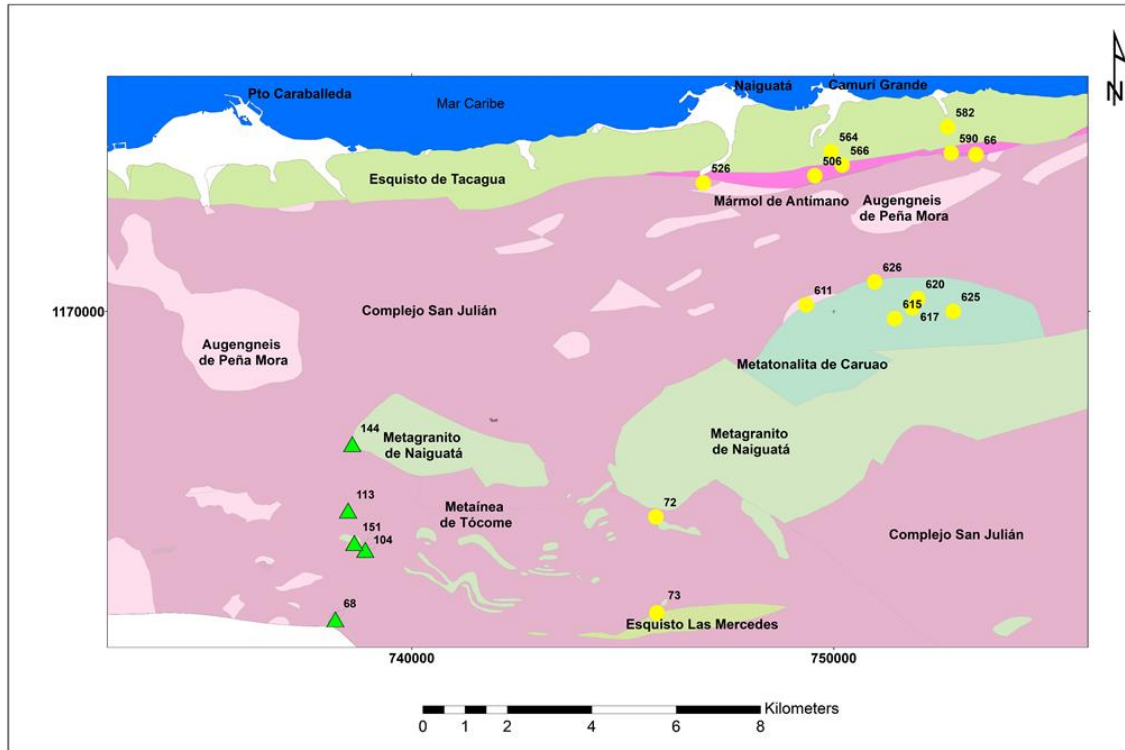 N
Pto Caraballeda
Mar Caribe
Naiguatá
Camurí Grande
582
564
590
66
566
526
506
Esquisto de Tacagua
Mármol de Antímano
Augengneis
de Peña Mora
626
620
611
625
1170000
615
617
Complejo San Julián
Augengneis
de Peña Mora
Metatonalita de Caruao
144
Metagranito
de Naiguatá
Metagranito
de Naiguatá
113
72
Metaínea
de Tócome
151
104
Complejo San Julián
68
73
Esquisto Las Mercedes
740000
750000
Kilometers
0 1 2 4 6 8